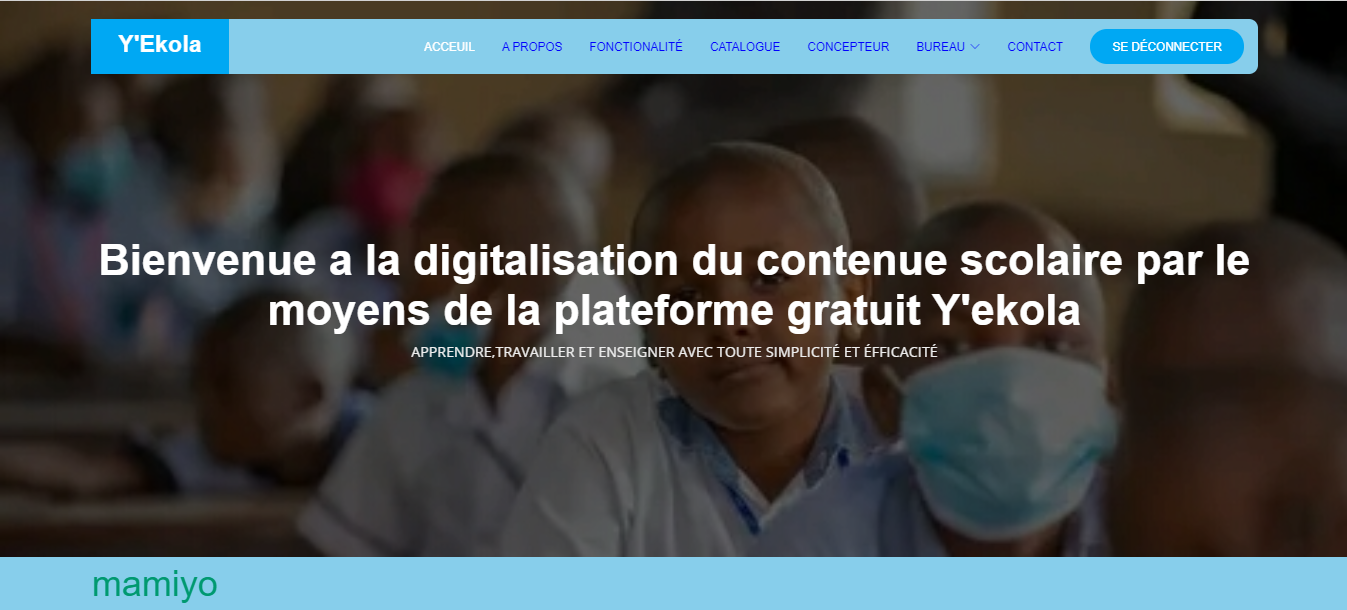 Y'Ekola
ACCEUIL A PROPOS FONCTIONALITÉ CATALOGUE CONCEPTEUR BUREAU CONTACT SE DÉCONNECTER
Bienvenue a la digitalisation du contenue scolaire par le
moyens de la plateforme gratuit Y'ekola
APPRENDRE,TRAVAILLER ET ENSEIGNER AVEC TOUTE SIMPLICITÉ ET ÉFFICACITÉ
mamiyo